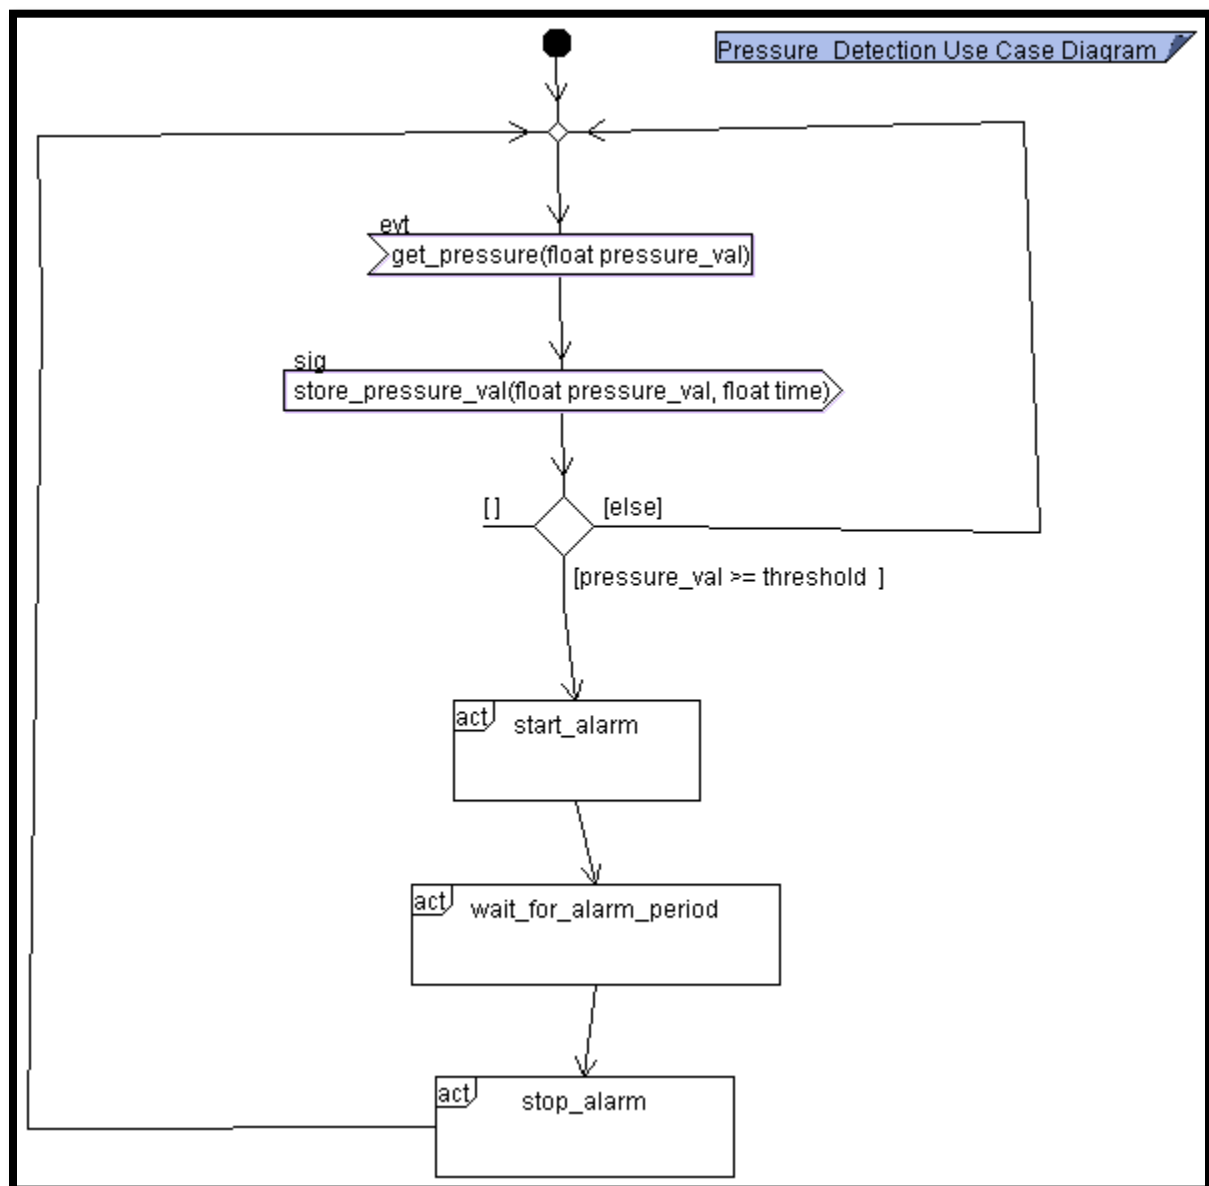 Pressure  Detection Use Case Diagram
evt
get_pressure(float pressure_val)
sig
store_pressure_val(float pressure_val, float time)
[ ]
[else]
[pressure_val >= threshold  ]
act
start_alarm
act
wait_for_alarm_period
act
stop_alarm